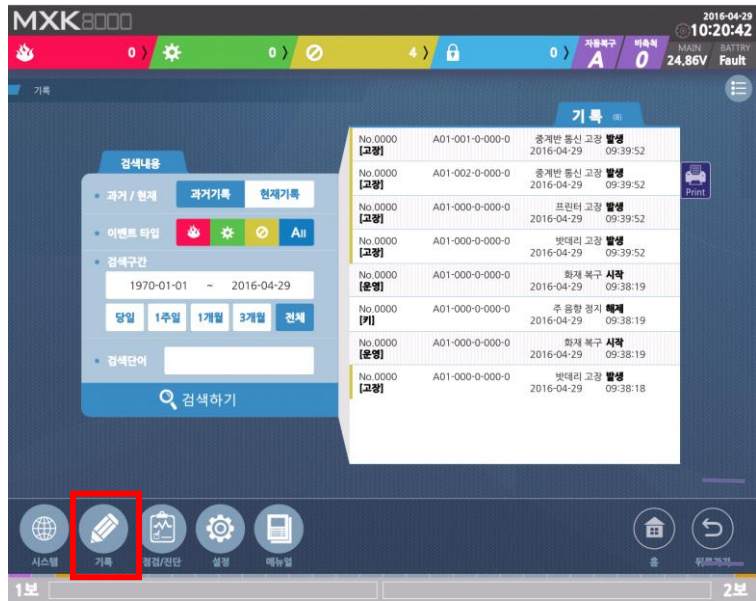 MXK8000
2016-04-29
10:20:42
0 〉 0 〉 4 〉 0 〉 자동복구 A 비축적 0 MAIN 24.86V BATTRY Fault
기록
기 록 (8)
검색내용
과거 / 현재 과거기록 현재기록
이벤트 타입 All
검색구간
1970-01-01 ~ 2016-04-29
당일 1주일 1개월 3개월 전체
검색단어
검색하기
No.0000 A01-001-0-000-0 중계반 통신 고장 발생
[고장] 2016-04-29 09:39:52
No.0000 A01-002-0-000-0 중계반 통신 고장 발생
[고장] 2016-04-29 09:39:52
No.0000 A01-000-0-000-0 프린터 고장 발생
[고장] 2016-04-29 09:39:52
No.0000 A01-000-0-000-0 밧데리 고장 발생
[고장] 2016-04-29 09:39:52
No.0000 A01-000-0-000-0 화재 복구 시작
[운영] 2016-04-29 09:38:19
No.0000 A01-000-0-000-0 주 음향 정지 해제
[키] 2016-04-29 09:38:19
No.0000 A01-000-0-000-0 화재 복구 시작
[운영] 2016-04-29 09:38:19
No.0000 A01-000-0-000-0 밧데리 고장 발생
[고장] 2016-04-29 09:38:18
Print
시스템 기록 점검/진단 설정 메뉴얼 홈 뒤로가기
1보 2보